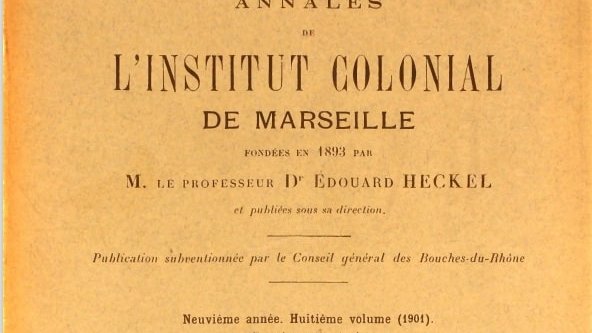 ANNALES
DE
L'INSTITUT COLONIAL
DE MARSEILLE
FONDÉES EN 1893 PAR
M. LE PROFESSEUR Dr EDOUARD HECKEL
et publiées sous sa direction.
Publication subventionnée par le Conseil général des Bouches-du-Rhône
Neuvième année. Huitième volume (1901).